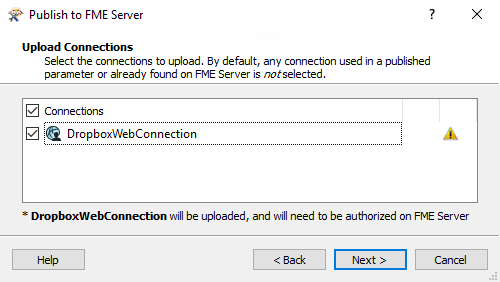 Publish to FME Server
?
Upload Connections
Select the connections to upload. By default, any connection used in a published
parameter or already found on FME Server is not selected.
Connections
DropboxWebConnection
* DropboxWebConnection will be uploaded, and will need to be authorized on FME Server
Help
< Back
Next >
Cancel